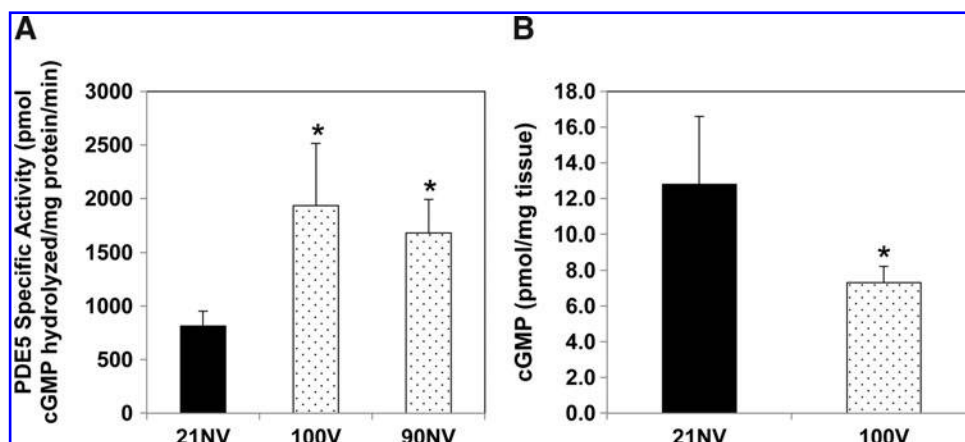 A
PDE5 Specific Activity (pmol
cGMP hydrolyzed/mg protein/min)
3000
2500
2000
1500
1000
500
0
*
*
21NV 100V 90NV
B
cGMP (pmol/mg tissue)
18.0
16.0
14.0
12.0
10.0
8.0
6.0
4.0
2.0
0.0
*
21NV 100V